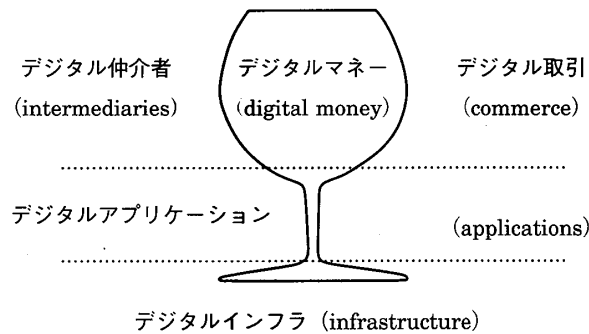 デジタル仲介者 デジタルマネー デジタル取引
(intermediaries) (digital money) (commerce)
デジタルアプリケーション
(applications)
デジタルインフラ (infrastructure)